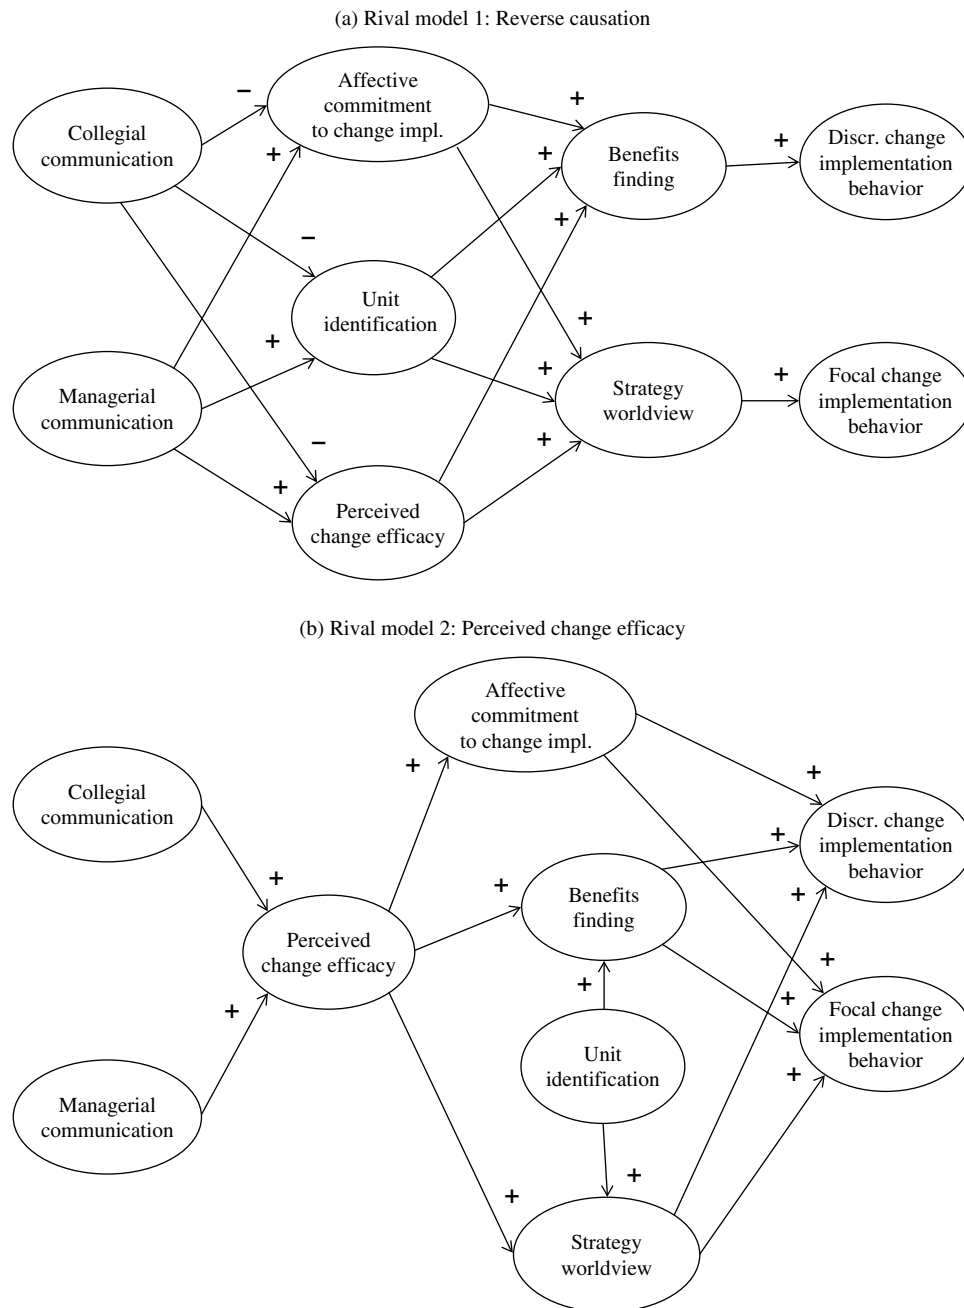 (a) Rival model 1: Reverse causation
Affective
commitment
to change impl.
Collegial
communication
Benefits
finding
Discr. change
implementation
behavior
Unit
identification
Managerial
communication
Strategy
worldview
Focal change
implementation
behavior
Perceived
change efficacy
−
+
−
+
−
+
+
+
+
+
+
+
+
+
(b) Rival model 2: Perceived change efficacy
Affective
commitment
to change impl.
Collegial
communication
Discr. change
implementation
behavior
Benefits
finding
Perceived
change efficacy
Focal change
implementation
behavior
Unit
identification
Managerial
communication
Strategy
worldview
+
+
+
+
+
+
+
+
+
+
+
+
+